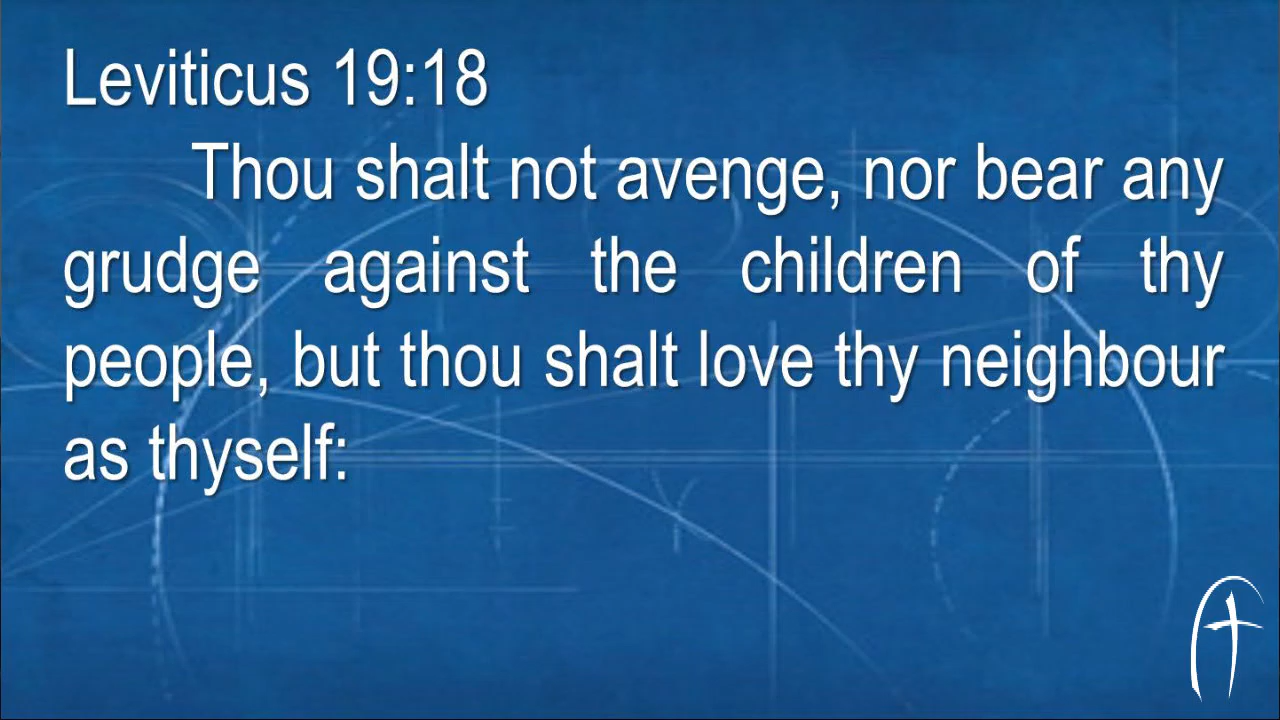 Leviticus 19:18
Thou shalt not avenge, nor bear any
grudge against the children of thy
people, but thou shalt love thy neighbour
as thyself: